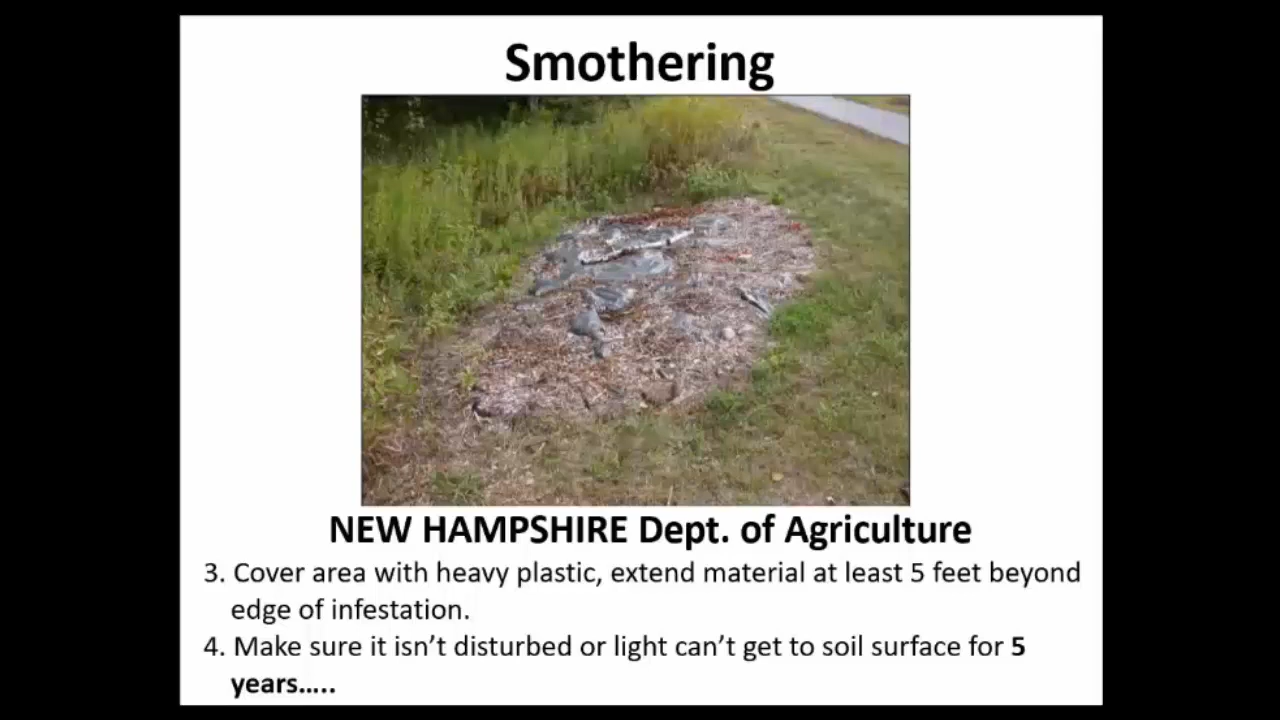 Smothering
NEW HAMPSHIRE Dept. of Agriculture
3. Cover area with heavy plastic, extend material at least 5 feet beyond
edge of infestation.
4. Make sure it isn’t disturbed or light can’t get to soil surface for 5
years…..